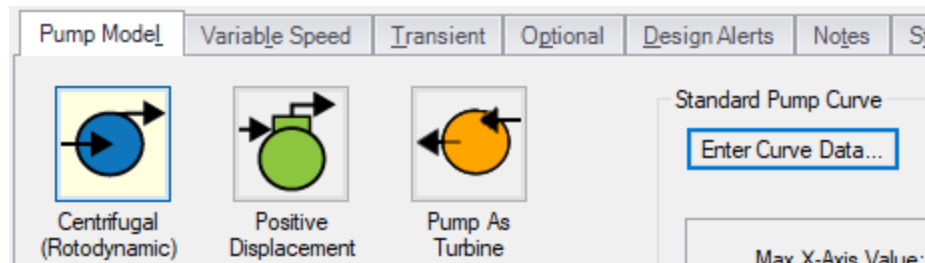 Pump Model Variable Speed Transient Optional Design Alerts Notes
Standard Pump Curve
Enter Curve Data...
Centrifugal
(Rotodynamic)
Positive
Displacement
Pump As
Turbine
Max X-Axis Value: